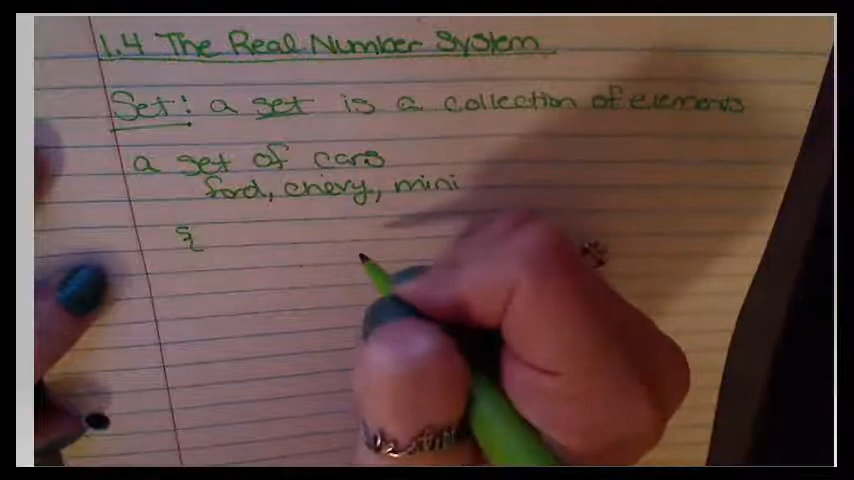 1.4 The Real Number System
Set: a set is a collection of elements
a set of cars
ford, chevy, mini
{